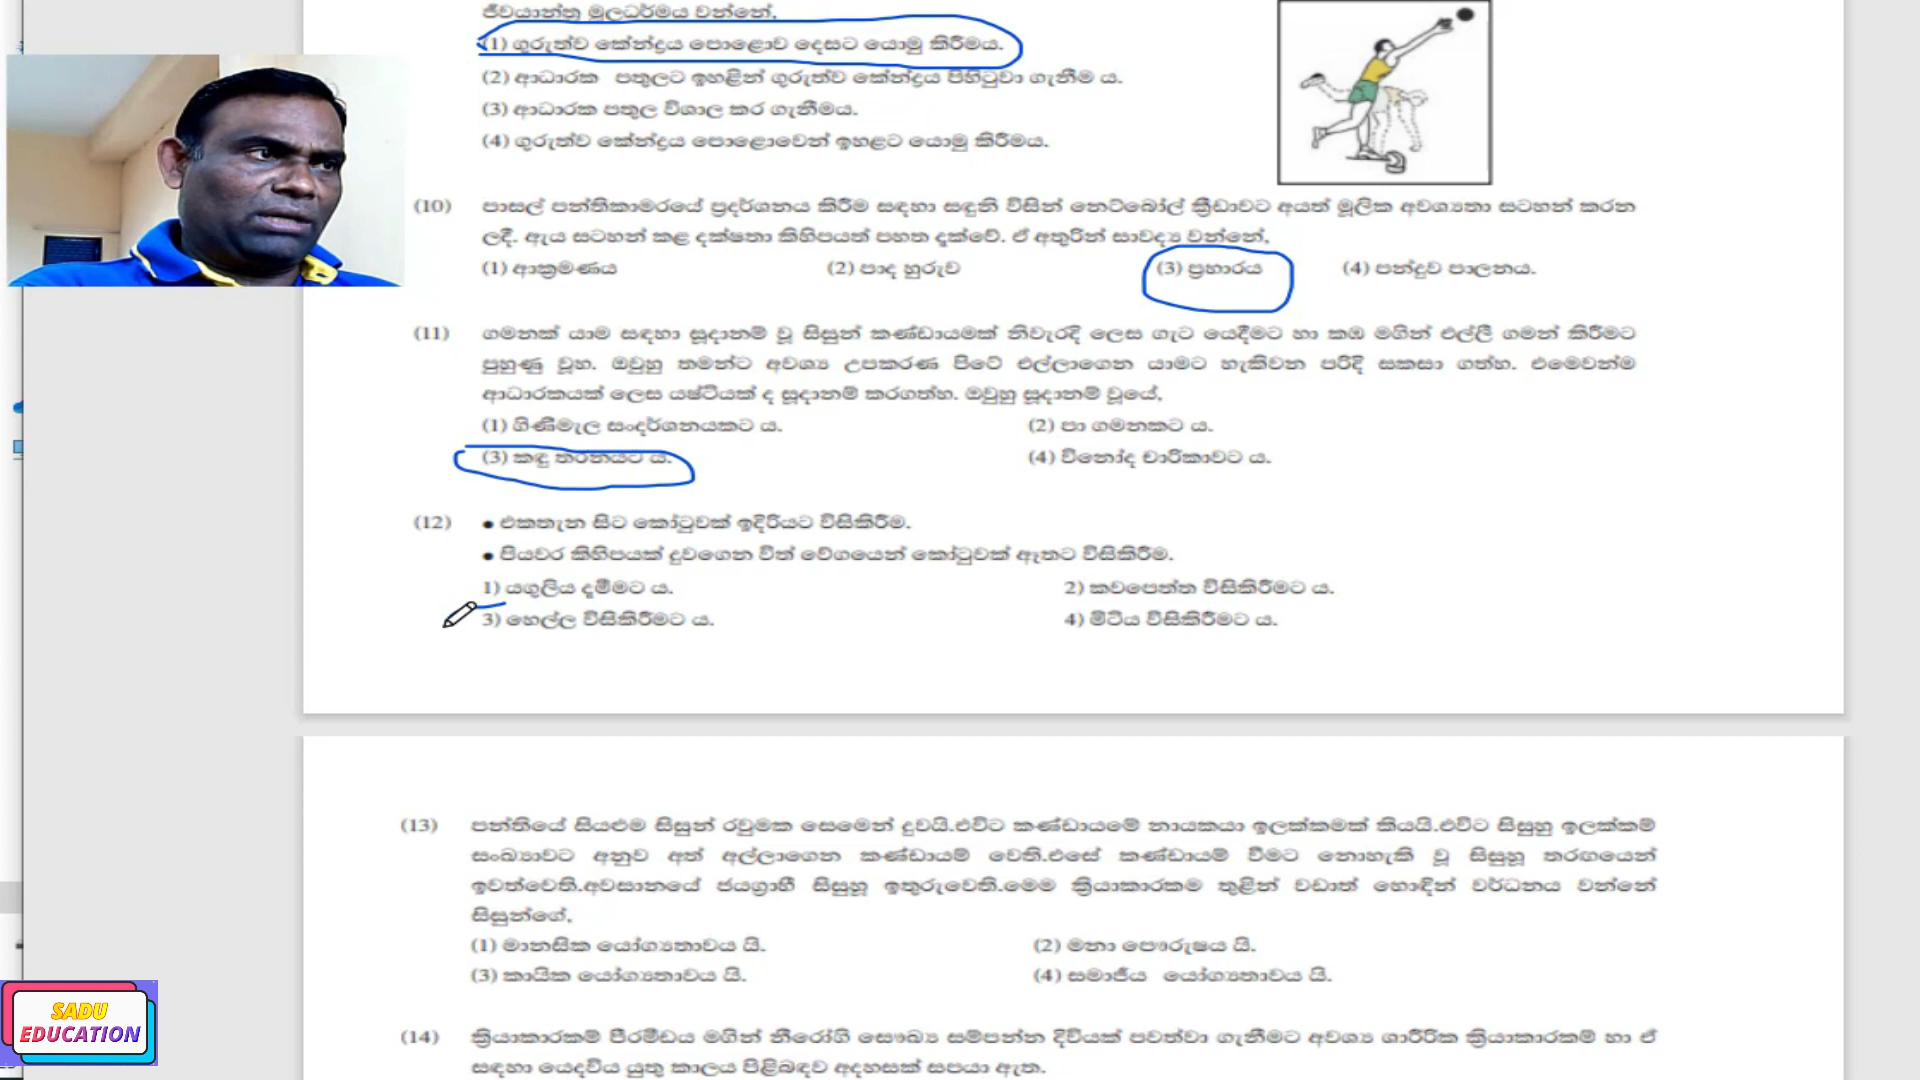 ජීවයාන්ත්‍ර මූලධර්මය වන්නේ,
(1) ගුරුත්ව කේන්ද්‍රය පොළොව දෙසට යොමු කිරීමය.
(2) ආධාරක පතුලට ඉහළින් ගුරුත්ව කේන්ද්‍රය පිහිටුවා ගැනීම ය.
(3) ආධාරක පතුල විශාල කර ගැනීමය.
(4) ගුරුත්ව කේන්ද්‍රය පොළොවෙන් ඉහළට යොමු කිරීමය.
(10) පාසල් පන්තිකාමරයේ ප්‍රදර්ශනය කිරීම සඳහා සඳුනි විසින් නෙට්බෝල් ක්‍රීඩාවට අයත් මූලික අවශ්‍යතා සටහන් කරන
ලදී. ඇය සටහන් කළ දක්ෂතා කිහිපයක් පහත දැක්වේ. ඒ අතුරින් සාවද්‍ය වන්නේ,
(1) ආක්‍රමණය (2) පාද හුරුව (3) ප්‍රහාරය (4) පන්දුව පාලනය.
(11) ගමනක් යාම සඳහා සූදානම් වූ සිසුන් කණ්ඩායමක් නිවැරදි ලෙස ගැට යෙදීමට හා කඹ මගින් එල්ලී ගමන් කිරීමට
පුහුණු වූහ. ඔවුහු තමන්ට අවශ්‍ය උපකරණ පිටේ එල්ලාගෙන යාමට හැකිවන පරිදි සකසා ගත්හ. එමෙවන්ම
ආධාරකයක් ලෙස යෂ්ටියක් ද සූදානම් කරගත්හ. ඔවුහු සූදානම් වූයේ,
(1) ගිණිමැල සංදර්ශනයකට ය. (2) පා ගමනකට ය.
(3) කඳු තරනයට ය. (4) විනෝද චාරිකාවට ය.
(12) • එකතැන සිට කෝටුවක් ඉදිරියට විසිකිරීම.
• පියවර කිහිපයක් දුවගෙන විත් වේගයෙන් කෝටුවක් ඈතට විසිකිරීම.
1) යගුලිය දැමීමට ය. 2) කවපෙත්ත විසිකිරීමට ය.
3) හෙල්ල විසිකිරීමට ය. 4) මිටිය විසිකිරීමට ය.
(13) පන්තියේ සියළුම සිසුන් රවුමක සෙමෙන් දුවයි.එවිට කණ්ඩායමේ නායකයා ඉලක්කමක් කියයි.එවිට සිසුහු ඉලක්කම්
සංඛ්‍යාවට අනුව අත් අල්ලාගෙන කණ්ඩායම් වෙති.එසේ කණ්ඩායම් වීමට නොහැකි වූ සිසුහු තරඟයෙන්
ඉවත්වෙති.අවසානයේ ජයග්‍රාහී සිසුහු ඉතුරුවෙති.මෙම ක්‍රියාකාරකම තුළින් වඩාත් හොඳින් වර්ධනය වන්නේ
සිසුන්ගේ,
(1) මානසික යෝග්‍යතාවය යි. (2) මනා පෞරුෂය යි.
(3) කායික යෝග්‍යතාවය යි. (4) සමාජීය යෝග්‍යතාවය යි.
(14) ක්‍රියාකාරකම් පිරමීඩය මගින් නීරෝගි සෞඛ්‍ය සම්පන්න දිවියක් පවත්වා ගැනීමට අවශ්‍ය ශාරීරික ක්‍රියාකාරකම් හා ඒ
සඳහා යෙදවිය යුතු කාලය පිළිබඳව අදහසක් සපයා ඇත.
SADU
EDUCATION